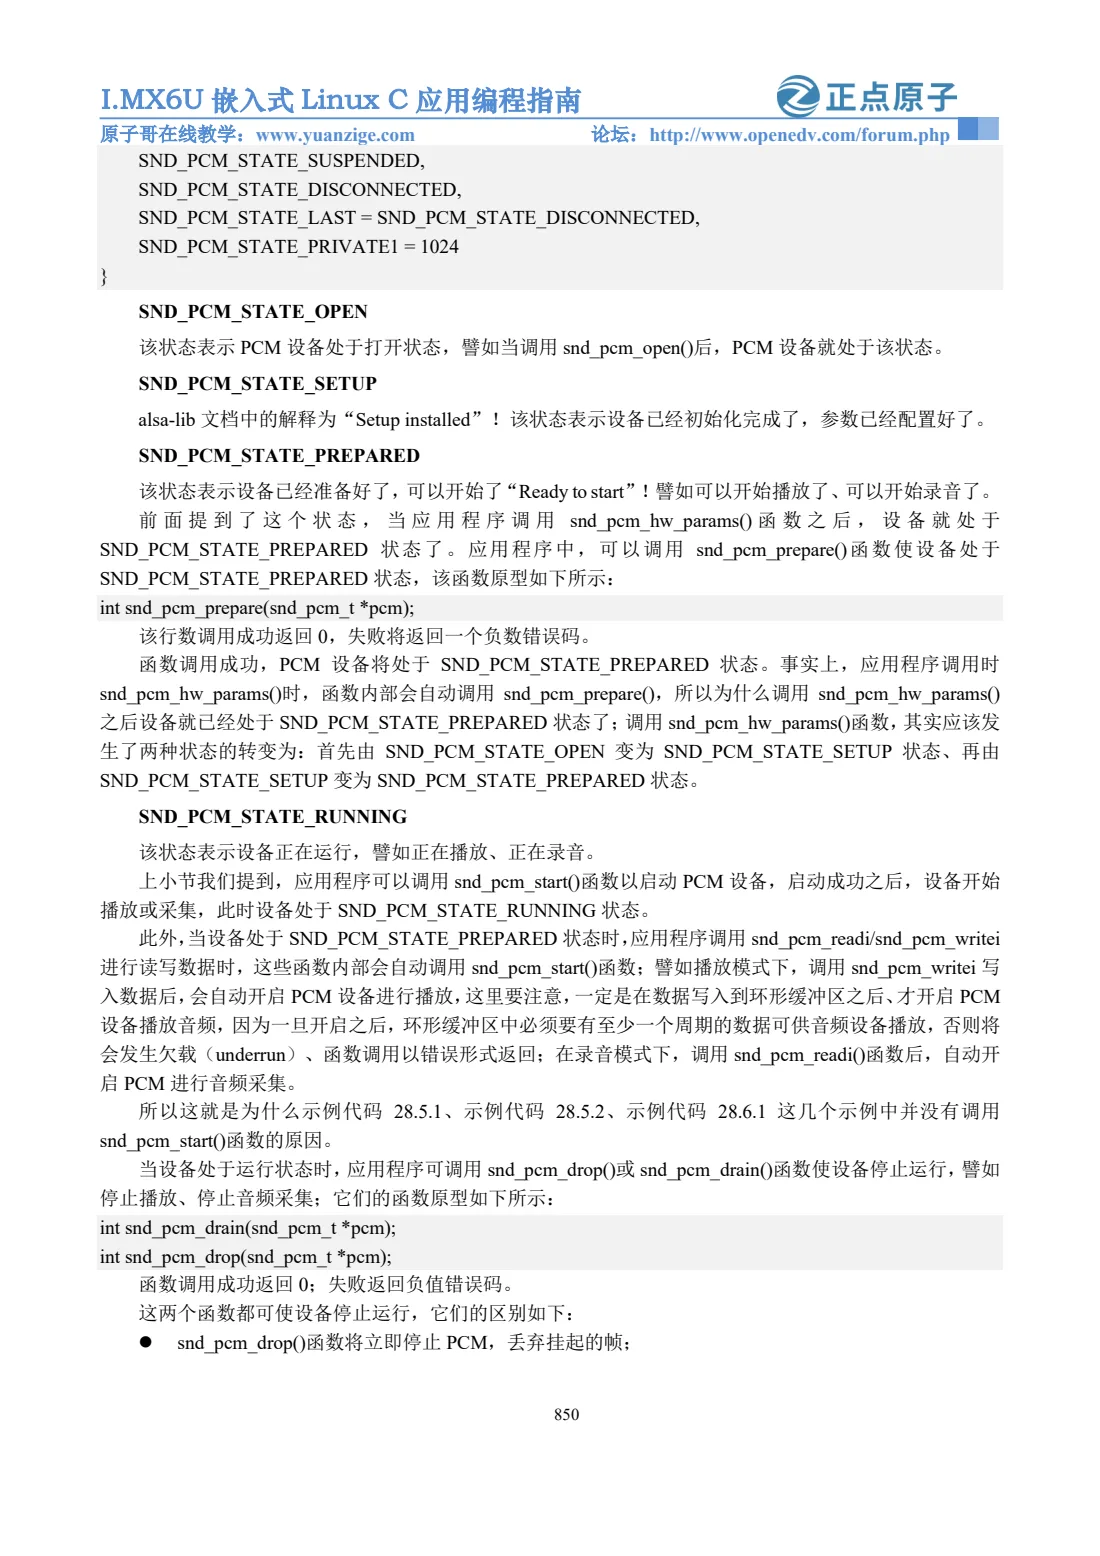 I.MX6U 嵌入式 Linux C 应用编程指南
正点原子
原子哥在线教学：www.yuanzige.com 论坛：http://www.openedv.com/forum.php
SND_PCM_STATE_SUSPENDED,
SND_PCM_STATE_DISCONNECTED,
SND_PCM_STATE_LAST = SND_PCM_STATE_DISCONNECTED,
SND_PCM_STATE_PRIVATE1 = 1024
}
SND_PCM_STATE_OPEN
该状态表示 PCM 设备处于打开状态，譬如当调用 snd_pcm_open()后，PCM 设备就处于该状态。
SND_PCM_STATE_SETUP
alsa-lib 文档中的解释为“Setup installed”！该状态表示设备已经初始化完成了，参数已经配置好了。
SND_PCM_STATE_PREPARED
该状态表示设备已经准备好了，可以开始了“Ready to start”！譬如可以开始播放了、可以开始录音了。
前面提到了这个状态，当应用程序调用 snd_pcm_hw_params()函数之后，设备就处于
SND_PCM_STATE_PREPARED 状态了。应用程序中，可以调用 snd_pcm_prepare()函数使设备处于
SND_PCM_STATE_PREPARED 状态，该函数原型如下所示：
int snd_pcm_prepare(snd_pcm_t *pcm);
该行数调用成功返回 0，失败将返回一个负数错误码。
函数调用成功，PCM 设备将处于 SND_PCM_STATE_PREPARED 状态。事实上，应用程序调用时
snd_pcm_hw_params()时，函数内部会自动调用 snd_pcm_prepare()，所以为什么调用 snd_pcm_hw_params()
之后设备就已经处于 SND_PCM_STATE_PREPARED 状态了；调用 snd_pcm_hw_params()函数，其实应该发
生了两种状态的转变为：首先由 SND_PCM_STATE_OPEN 变为 SND_PCM_STATE_SETUP 状态、再由
SND_PCM_STATE_SETUP 变为 SND_PCM_STATE_PREPARED 状态。
SND_PCM_STATE_RUNNING
该状态表示设备正在运行，譬如正在播放、正在录音。
上小节我们提到，应用程序可以调用 snd_pcm_start()函数以启动 PCM 设备，启动成功之后，设备开始
播放或采集，此时设备处于 SND_PCM_STATE_RUNNING 状态。
此外，当设备处于 SND_PCM_STATE_PREPARED 状态时，应用程序调用 snd_pcm_readi/snd_pcm_writei
进行读写数据时，这些函数内部会自动调用 snd_pcm_start()函数；譬如播放模式下，调用 snd_pcm_writei 写
入数据后，会自动开启 PCM 设备进行播放，这里要注意，一定是在数据写入到环形缓冲区之后、才开启 PCM
设备播放音频，因为一旦开启之后，环形缓冲区中必须要有至少一个周期的数据可供音频设备播放，否则将
会发生欠载（underrun）、函数调用以错误形式返回；在录音模式下，调用 snd_pcm_readi()函数后，自动开
启 PCM 进行音频采集。
所以这就是为什么示例代码 28.5.1、示例代码 28.5.2、示例代码 28.6.1 这几个示例中并没有调用
snd_pcm_start()函数的原因。
当设备处于运行状态时，应用程序可调用 snd_pcm_drop()或 snd_pcm_drain()函数使设备停止运行，譬如
停止播放、停止音频采集；它们的函数原型如下所示：
int snd_pcm_drain(snd_pcm_t *pcm);
int snd_pcm_drop(snd_pcm_t *pcm);
函数调用成功返回 0；失败返回负值错误码。
这两个函数都可使设备停止运行，它们的区别如下：
● snd_pcm_drop()函数将立即停止 PCM，丢弃挂起的帧；
850